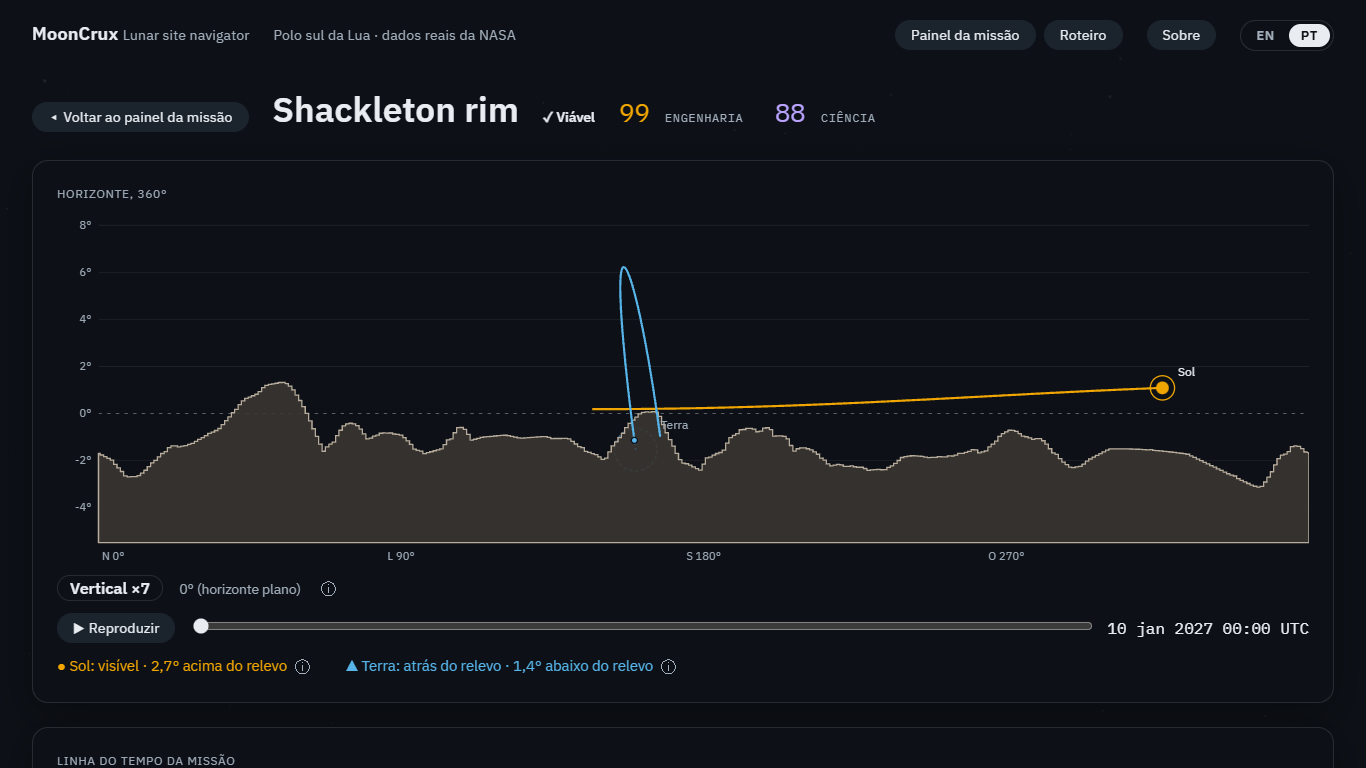 MoonCrux Lunar site navigator Polo sul da Lua · dados reais da NASA Painel da missão Roteiro Sobre EN PT
◂ Voltar ao painel da missão Shackleton rim ✓ Viável 99 ENGENHARIA 88 CIÊNCIA
HORIZONTE, 360°
8°
6°
4°
2°
Sol
0°
Terra
-2°
-4°
N 0° L 90° S 180° O 270°
Vertical ×7 0° (horizonte plano) ⓘ
▶ Reproduzir 10 jan 2027 00:00 UTC
● Sol: visível · 2,7° acima do relevo ⓘ ▲ Terra: atrás do relevo · 1,4° abaixo do relevo ⓘ
LINHA DO TEMPO DA MISSÃO